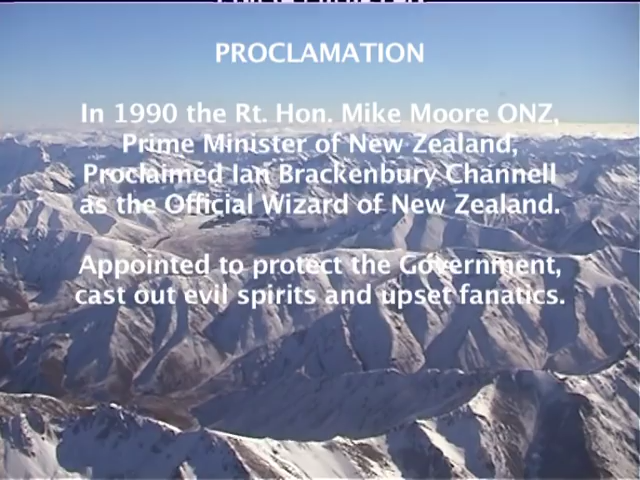 PROCLAMATION
In 1990 the Rt. Hon. Mike Moore ONZ,
Prime Minister of New Zealand,
Proclaimed Ian Brackenbury Channell
as the Official Wizard of New Zealand.
Appointed to protect the Government,
cast out evil spirits and upset fanatics.